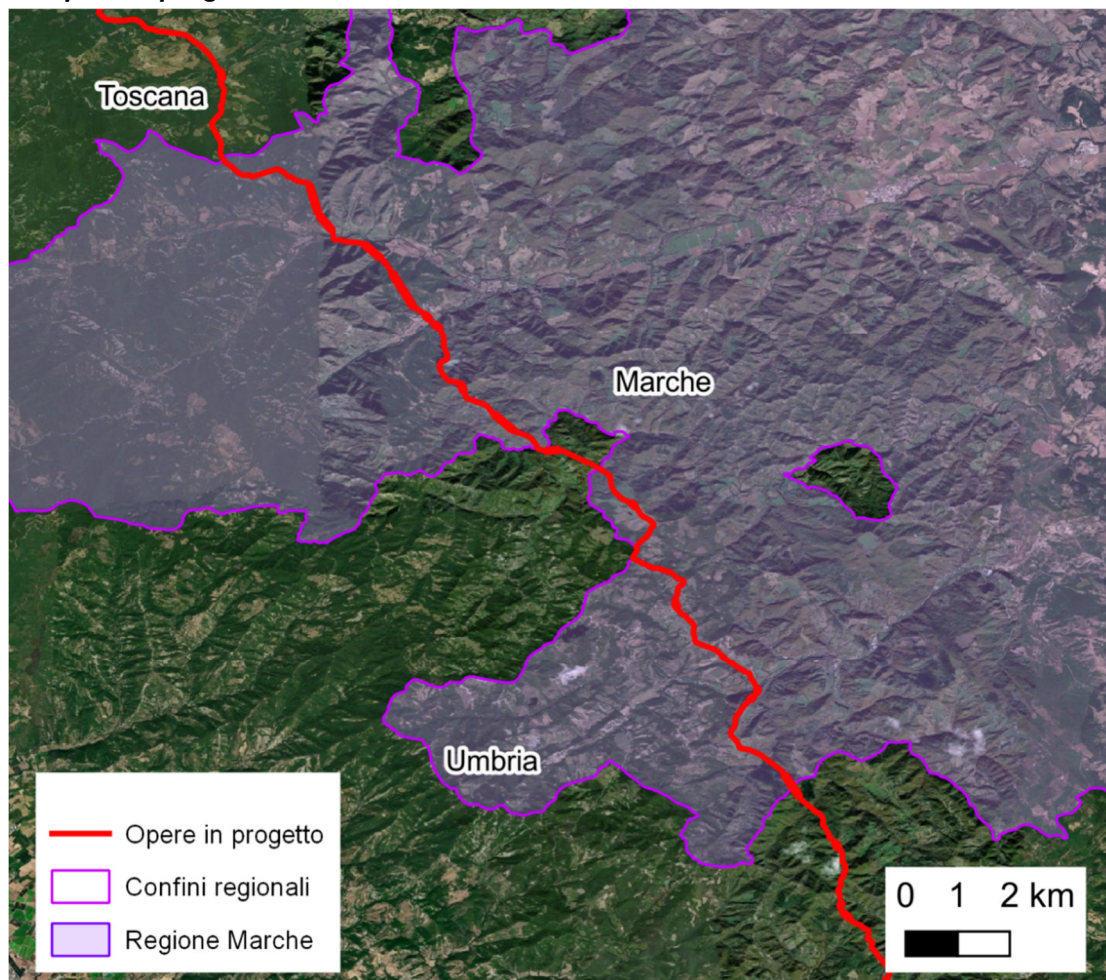 Toscana
Marche
Umbria
Opere in progetto
Confini regionali
Regione Marche
0 1 2 km